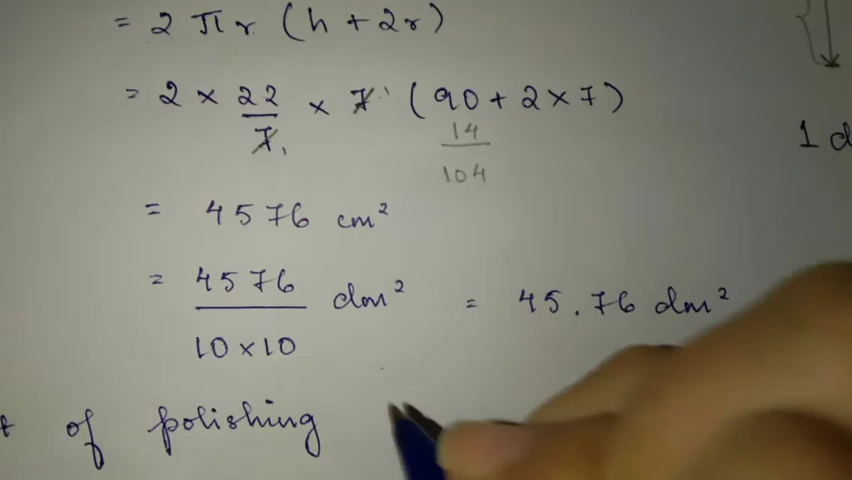 = 2 πr (h + 2r)
= 2 × 22/7 × 7 (90 + 2 × 7)
14
104
= 4576 cm²
= 4576/10×10 dm² = 45.76 dm²
of polishing